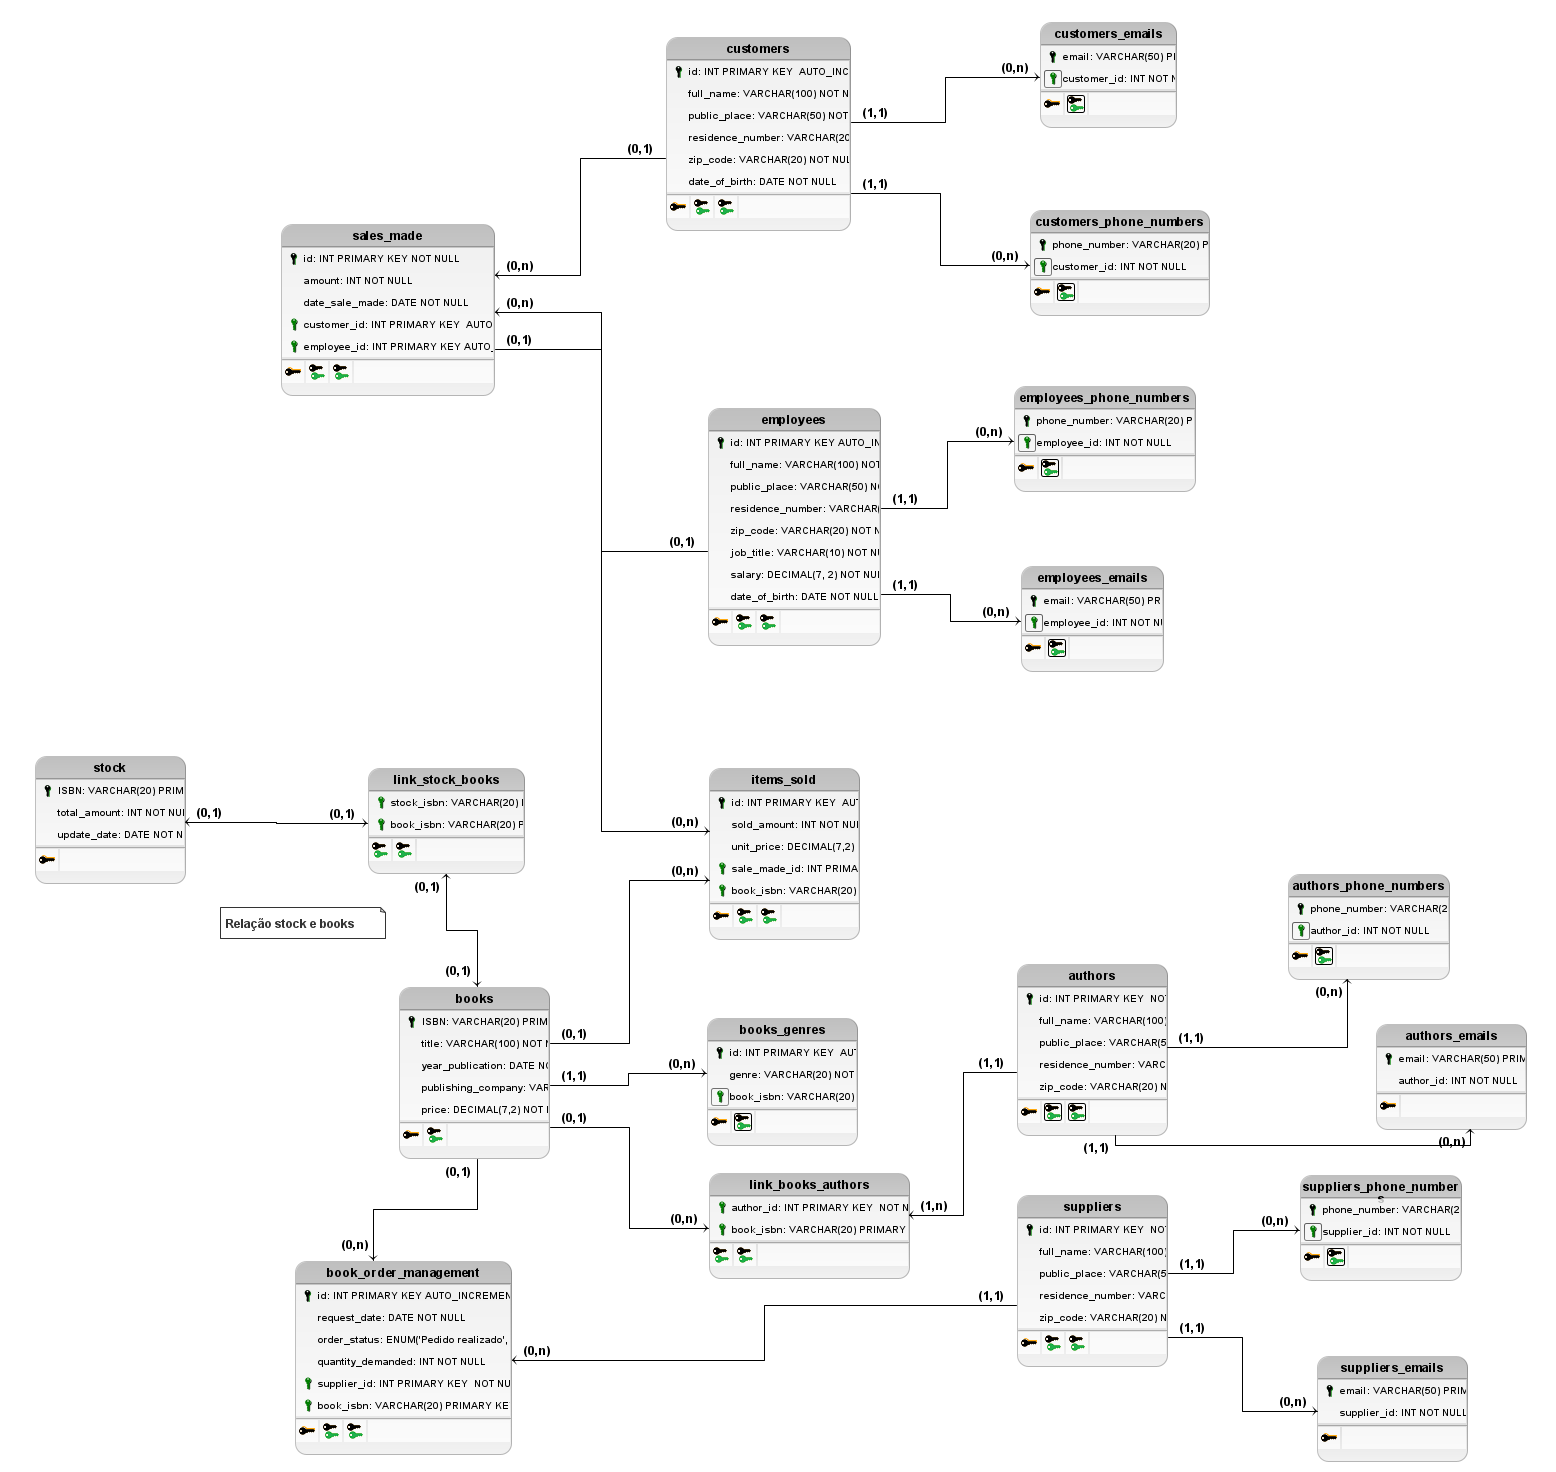 customers
id: INT PRIMARY KEY AUTO_INC
full_name: VARCHAR(100) NOT N
public_place: VARCHAR(50) NOT
residence_number: VARCHAR(20
zip_code: VARCHAR(20) NOT NUL
date_of_birth: DATE NOT NULL
(0,1)
(1,1)
(1,1)
customers_emails
email: VARCHAR(50) PI
customer_id: INT NOT N
(0,n)
customers_phone_numbers
phone_number: VARCHAR(20) P
customer_id: INT NOT NULL
(0,n)
sales_made
id: INT PRIMARY KEY NOT NULL
amount: INT NOT NULL
date_sale_made: DATE NOT NULL
customer_id: INT PRIMARY KEY AUTO
employee_id: INT PRIMARY KEY AUTO_
(0,n)
(0,n)
(0,1)
employees
id: INT PRIMARY KEY AUTO_IN
full_name: VARCHAR(100) NOT
public_place: VARCHAR(50) NO
residence_number: VARCHAR(
zip_code: VARCHAR(20) NOT N
job_title: VARCHAR(10) NOT NU
salary: DECIMAL(7, 2) NOT NUL
date_of_birth: DATE NOT NULL
(0,1)
(1,1)
(1,1)
employees_phone_numbers
phone_number: VARCHAR(20) P
employee_id: INT NOT NULL
(0,n)
employees_emails
email: VARCHAR(50) PR
employee_id: INT NOT NU
(0,n)
stock
ISBN: VARCHAR(20) PRIM
total_amount: INT NOT NUL
update_date: DATE NOT N
(0,1)
(0,1)
link_stock_books
stock_isbn: VARCHAR(20) I
book_isbn: VARCHAR(20) P
(0,1)
Relação stock e books
(0,1)
items_sold
id: INT PRIMARY KEY AUT
sold_amount: INT NOT NUL
unit_price: DECIMAL(7,2)
sale_made_id: INT PRIMA
book_isbn: VARCHAR(20)
(0,n)
(0,n)
books
ISBN: VARCHAR(20) PRIM
title: VARCHAR(100) NOT N
year_publication: DATE NO
publishing_company: VAR
price: DECIMAL(7,2) NOT I
(0,1)
(1,1)
(0,1)
(0,1)
books_genres
id: INT PRIMARY KEY AUT
genre: VARCHAR(20) NOT
book_isbn: VARCHAR(20)
(0,n)
authors
id: INT PRIMARY KEY NOT
full_name: VARCHAR(100)
public_place: VARCHAR(5
residence_number: VARC
zip_code: VARCHAR(20) N
(1,1)
(1,1)
(1,1)
authors_phone_numbers
phone_number: VARCHAR(2
author_id: INT NOT NULL
(0,n)
authors_emails
email: VARCHAR(50) PRIM
author_id: INT NOT NULL
(0,n)
link_books_authors
author_id: INT PRIMARY KEY NOT N
book_isbn: VARCHAR(20) PRIMARY
(0,n)
(1,n)
suppliers
id: INT PRIMARY KEY NOT
full_name: VARCHAR(100)
public_place: VARCHAR(5
residence_number: VARC
zip_code: VARCHAR(20) N
(1,1)
(1,1)
(1,1)
suppliers_phone_number
s
phone_number: VARCHAR(2
supplier_id: INT NOT NULL
(0,n)
suppliers_emails
email: VARCHAR(50) PRIM
supplier_id: INT NOT NULL
(0,n)
book_order_management
id: INT PRIMARY KEY AUTO_INCREMEN
request_date: DATE NOT NULL
order_status: ENUM('Pedido realizado',
quantity_demanded: INT NOT NULL
supplier_id: INT PRIMARY KEY NOT NU
book_isbn: VARCHAR(20) PRIMARY KE
(0,n)
(0,n)